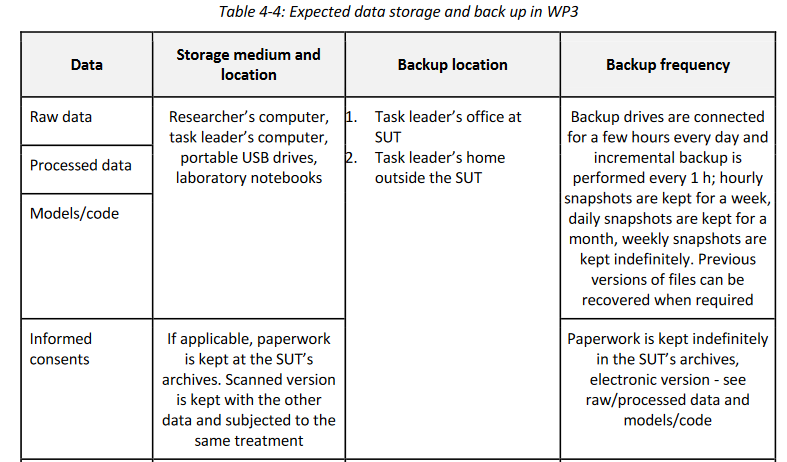 Table 4-4: Expected data storage and back up in WP3
Data
Storage medium and
location
Backup location
Backup frequency
Raw data
Processed data
Models/code
Researcher's computer,
task leader's computer,
portable USB drives,
laboratory notebooks
1. Task leader's office at
SUT
2. Task leader's home
outside the SUT
Backup drives are connected
for a few hours every day and
incremental backup is
performed every 1 h; hourly
snapshots are kept for a week,
daily snapshots are kept for a
month, weekly snapshots are
kept indefinitely. Previous
versions of files can be
recovered when required
Informed
consents
If applicable, paperwork
is kept at the SUT's
archives. Scanned version
is kept with the other
data and subjected to the
same treatment
Paperwork is kept indefinitely
in the SUT's archives,
electronic version - see
raw/processed data and
models/code